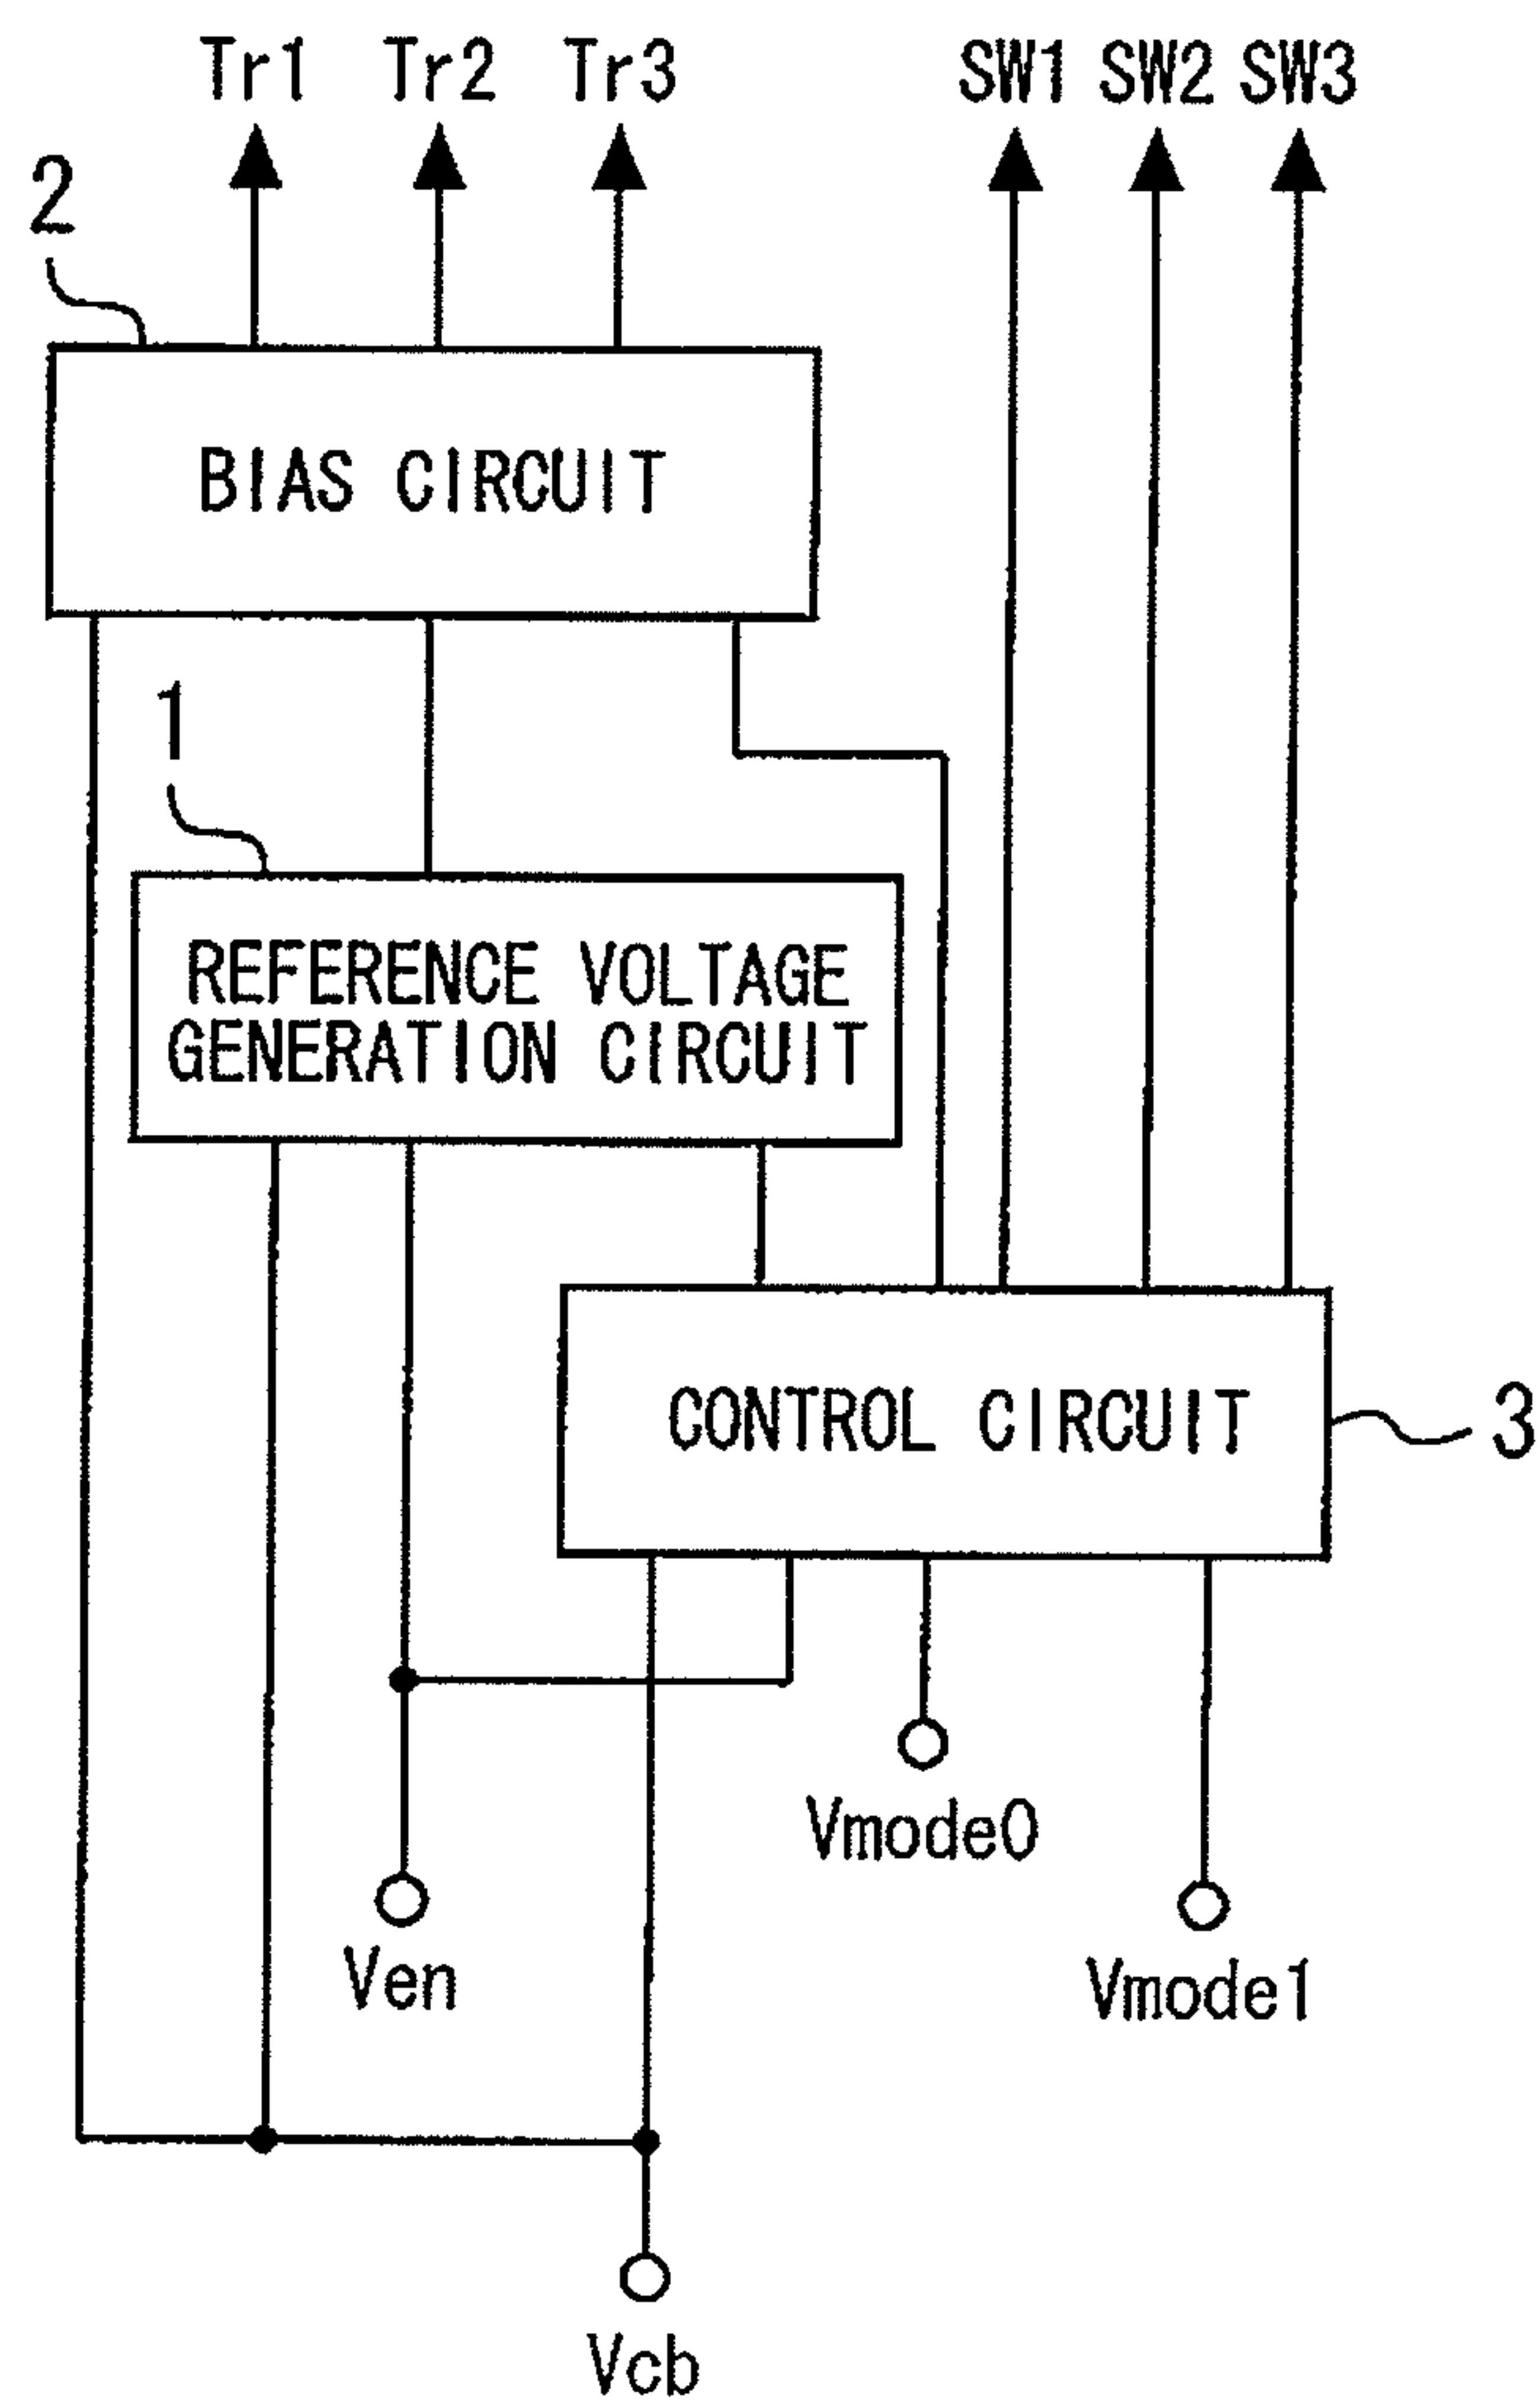 Tr1 Tr2 Tr3 SW1 SW2 SW3
2
BIAS CIRCUIT
1
REFERENCE VOLTAGE
GENERATION CIRCUIT
CONTROL CIRCUIT
3
Vmode0
Ven
Vmode1
Vcb